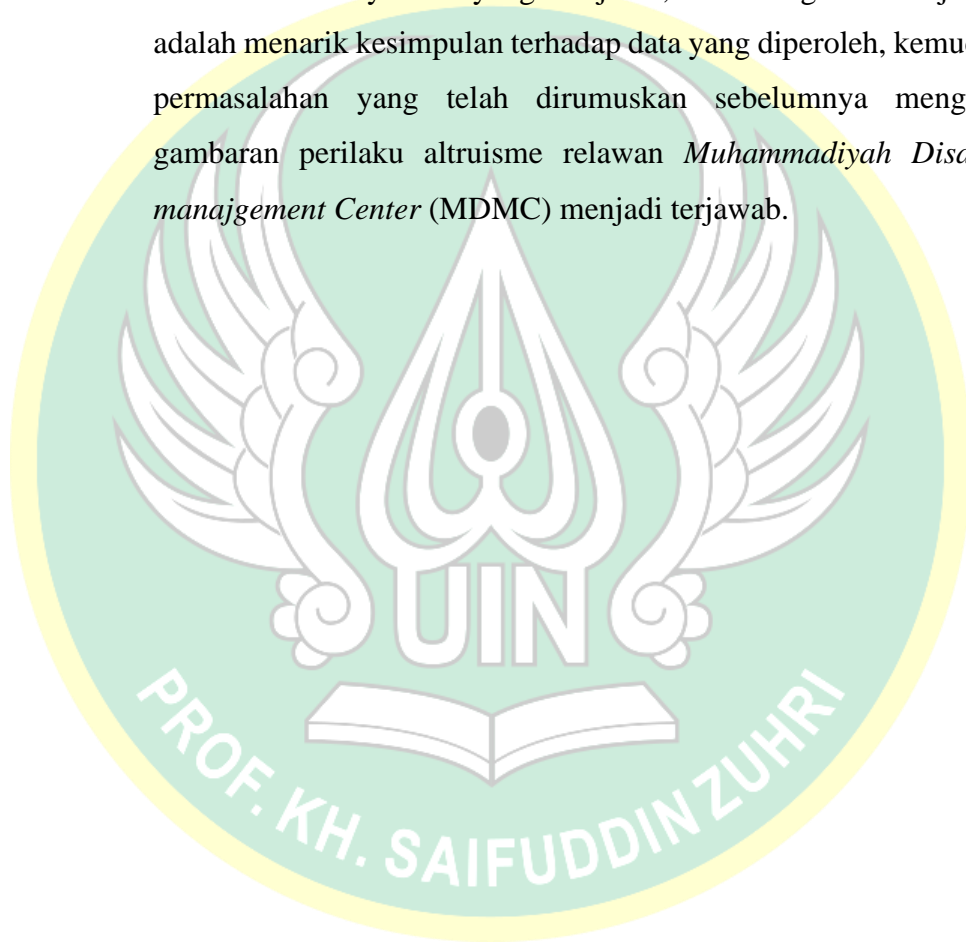 adalah menarik kesimpulan terhadap data yang diperoleh, kemu
permasalahan yang telah dirumuskan sebelumnya meng
gambaran perilaku altruisme relawan Muhammadiyah Disa
manajgement Center (MDMC) menjadi terjawab.
UIN
PROF. KH. SAIFUDDIN ZUHRI